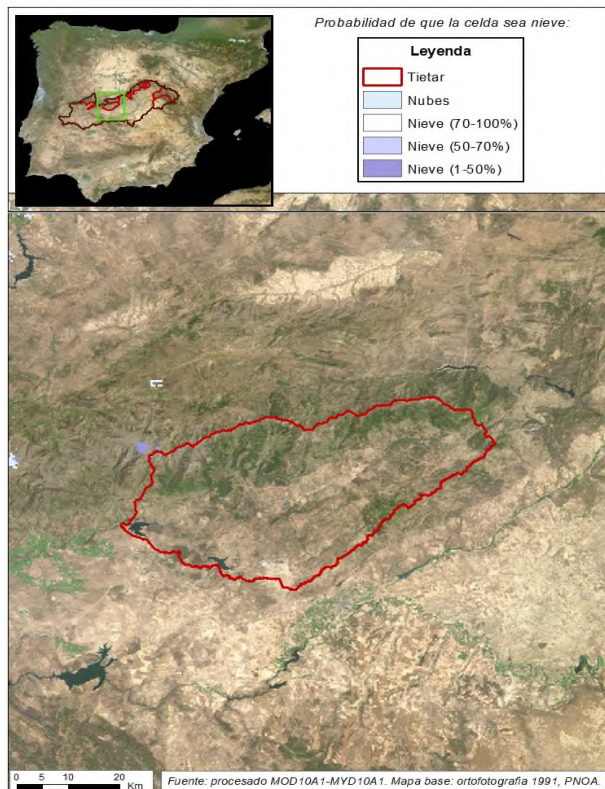 Probabilidad de que la celda sea nieve:
Leyenda
Tietar
Nubes
Nieve (70-100%)
Nieve (50-70%)
Nieve (1-50%)
0 5 10 20
Km
Fuente: procesado MOD10A1-MYD10A1. Mapa base: ortofotografia 1991, PNOA.